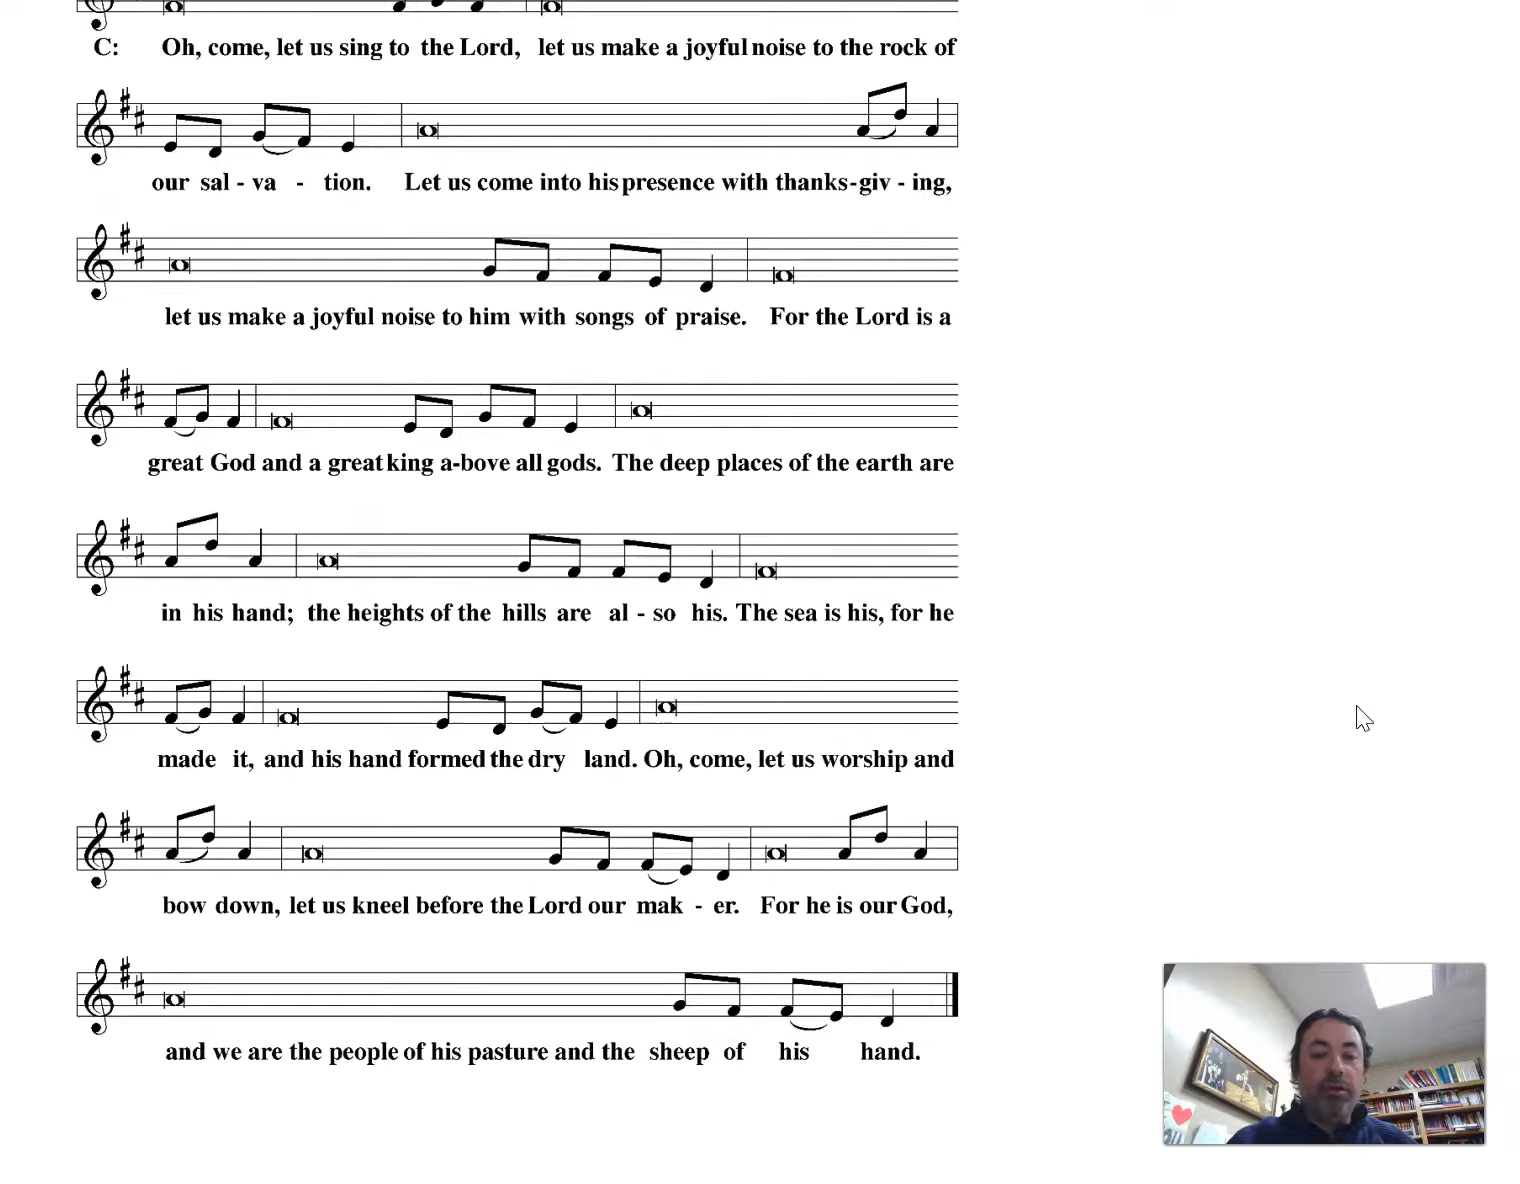 C: Oh, come, let us sing to the Lord, let us make a joyful noise to the rock of
our sal - va - tion. Let us come into his presence with thanks-giv - ing,
let us make a joyful noise to him with songs of praise. For the Lord is a
great God and a great king a-bove all gods. The deep places of the earth are
in his hand; the heights of the hills are al - so his. The sea is his, for he
made it, and his hand formed the dry land. Oh, come, let us worship and
bow down, let us kneel before the Lord our mak - er. For he is our God,
and we are the people of his pasture and the sheep of his hand.